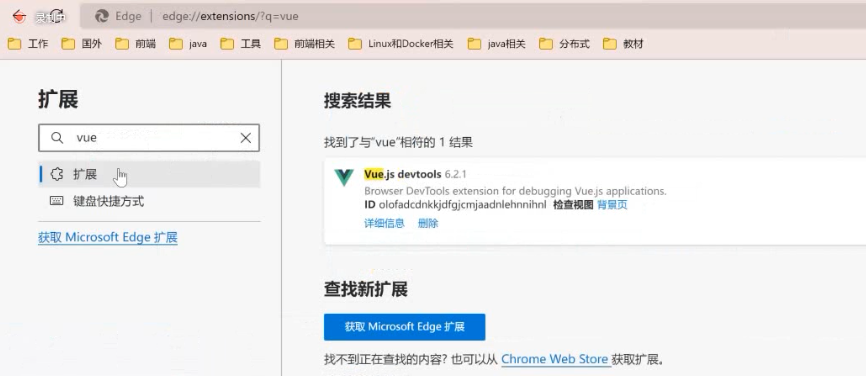 Edge | edge://extensions/?q=vue
工作 国外 前端 java 工具 前端相关 Linux和Docker相关 java相关 分布式 教材
扩展
vue
扩展
键盘快捷方式
获取 Microsoft Edge 扩展
搜索结果
找到了与“vue”相符的 1 结果
Vue.js devtools 6.2.1
Browser DevTools extension for debugging Vue.js applications.
ID olofadcdnkkjdfgjcmjaadnlehnnihnl 检查视图 背景页
详细信息 删除
查找新扩展
获取 Microsoft Edge 扩展
找不到正在查找的内容? 也可以从 Chrome Web Store 获取扩展。